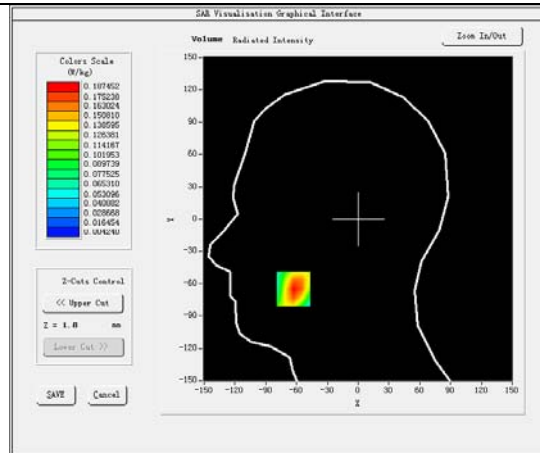 SAR Visualisation Graphical Interface
Volume Radiated Intensity
Zoom In/Out
Colors Scale
(W/kg)
0.187452
0.175238
0.163024
0.150810
0.138595
0.126381
0.114167
0.101953
0.089739
0.077525
0.065310
0.053096
0.040882
0.028668
0.016454
0.004240
Z-Cuts Control
<< Upper Cut
Z = 1.0 mm
Lower Cut >>
SAVE
Cancel
150
120
90
60
30
0
-30
-60
-90
-120
-150
Y
-150 -120 -90 -60 -30 0 30 60 90 120 150
X